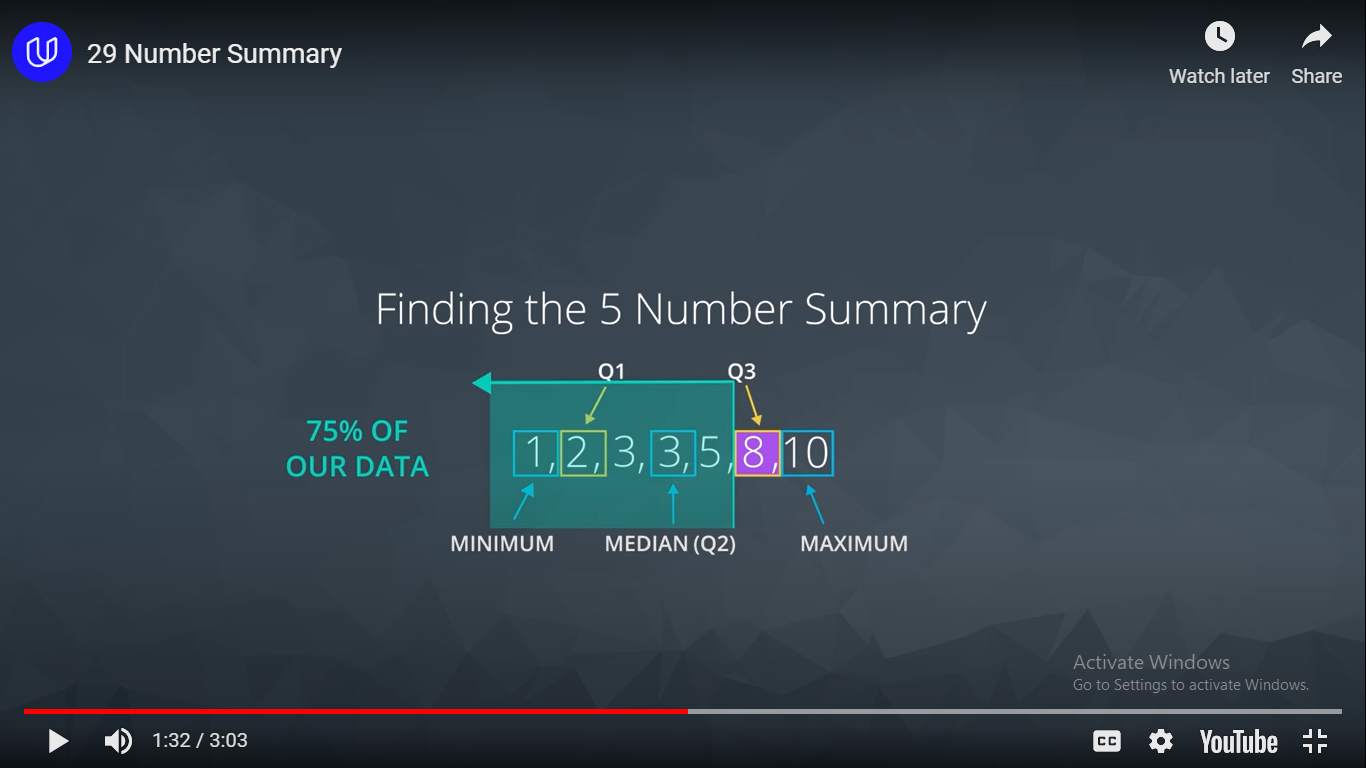 29 Number Summary
Watch later
Share
Finding the 5 Number Summary
Q1
Q3
75% OF
OUR DATA
1, 2, 3, 3, 5, 8, 10
MINIMUM
MEDIAN (Q2)
MAXIMUM
Activate Windows
Go to Settings to activate Windows.
1:32 / 3:03
CC
YouTube